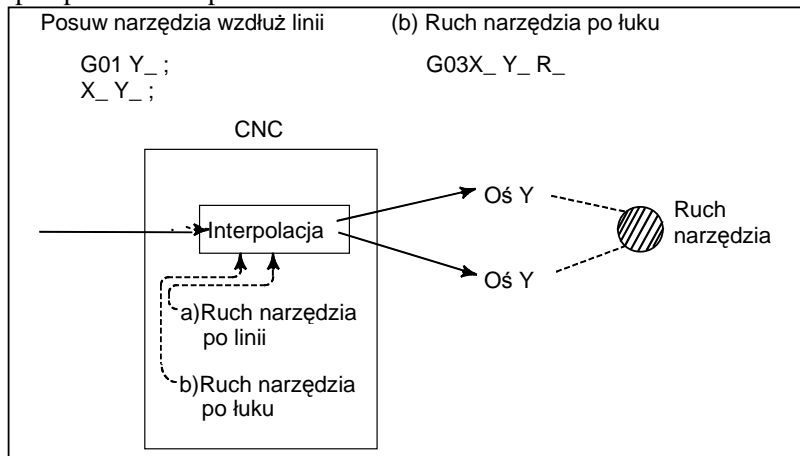 Posuw narzędzia wzdłuż linii
(b) Ruch narzędzia po łuku
G01 Y_ ;
X_ Y_ ;
G03X_ Y_ R_
CNC
Interpolacja
Oś Y
Oś Y
Ruch
narzędzia
a)Ruch narzędzia
po linii
b)Ruch narzędzia
po łuku